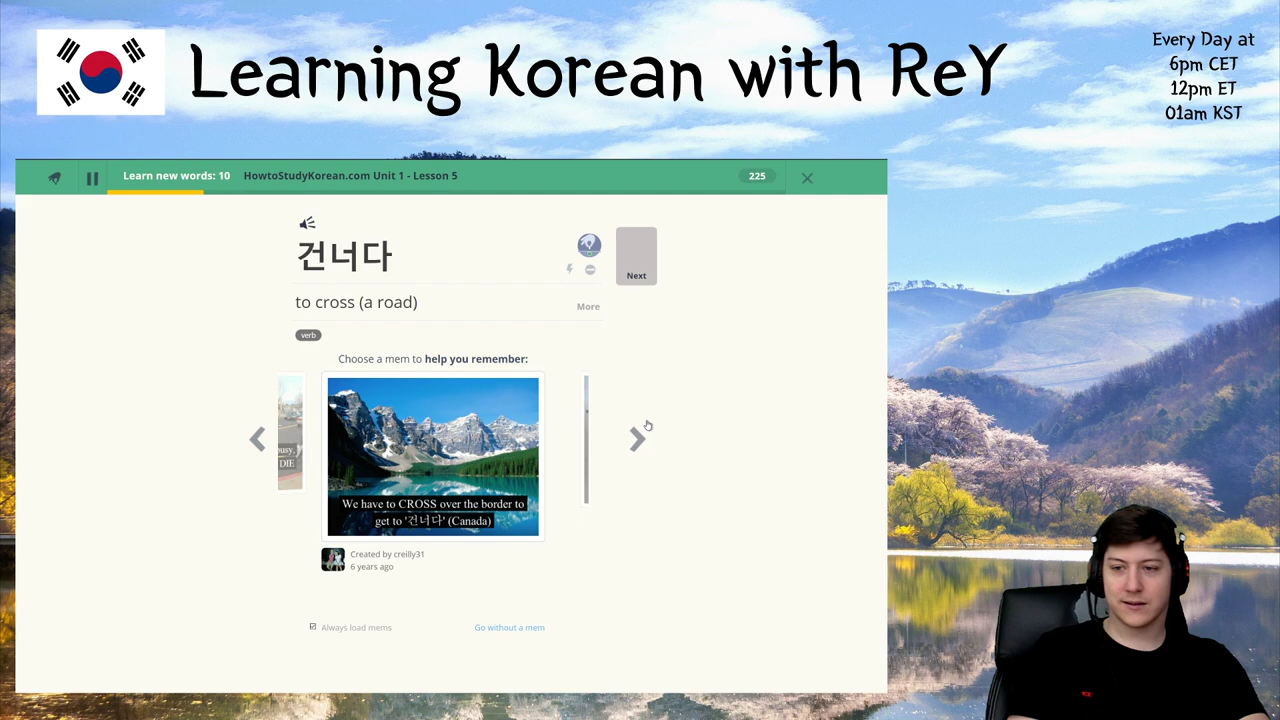 Learning Korean with ReY
Every Day at
6pm CET
12pm ET
01am KST
Learn new words: 10
HowtoStudyKorean.com Unit 1 - Lesson 5
225
건너다
Next
to cross (a road)
More
verb
Choose a mem to help you remember:
busy.
DIE
We have to CROSS over the border to
get to '건너다' (Canada)
Created by creilly31
6 years ago
Always load mems
Go without a mem